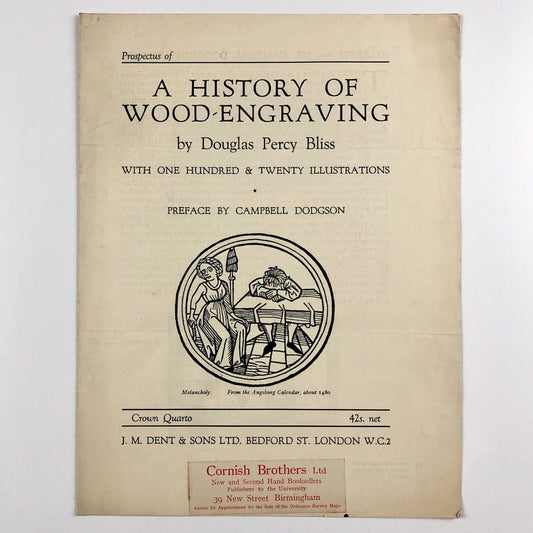 Prospectus of
A HISTORY OF
WOOD-ENGRAVING
by Douglas Percy Bliss
WITH ONE HUNDRED & TWENTY ILLUSTRATIONS
*
PREFACE BY CAMPBELL DODGSON
Melancholy. From the Augsburg Calendar, about 1480
Crown Quarto 42s. net
J. M. DENT & SONS LTD. BEDFORD ST. LONDON W.C.2
Cornish Brothers Ltd
New and Second Hand Booksellers
Publishers to the University
39 New Street Birmingham
Agents by Appointment for the Sale of the Ordnance Survey Maps